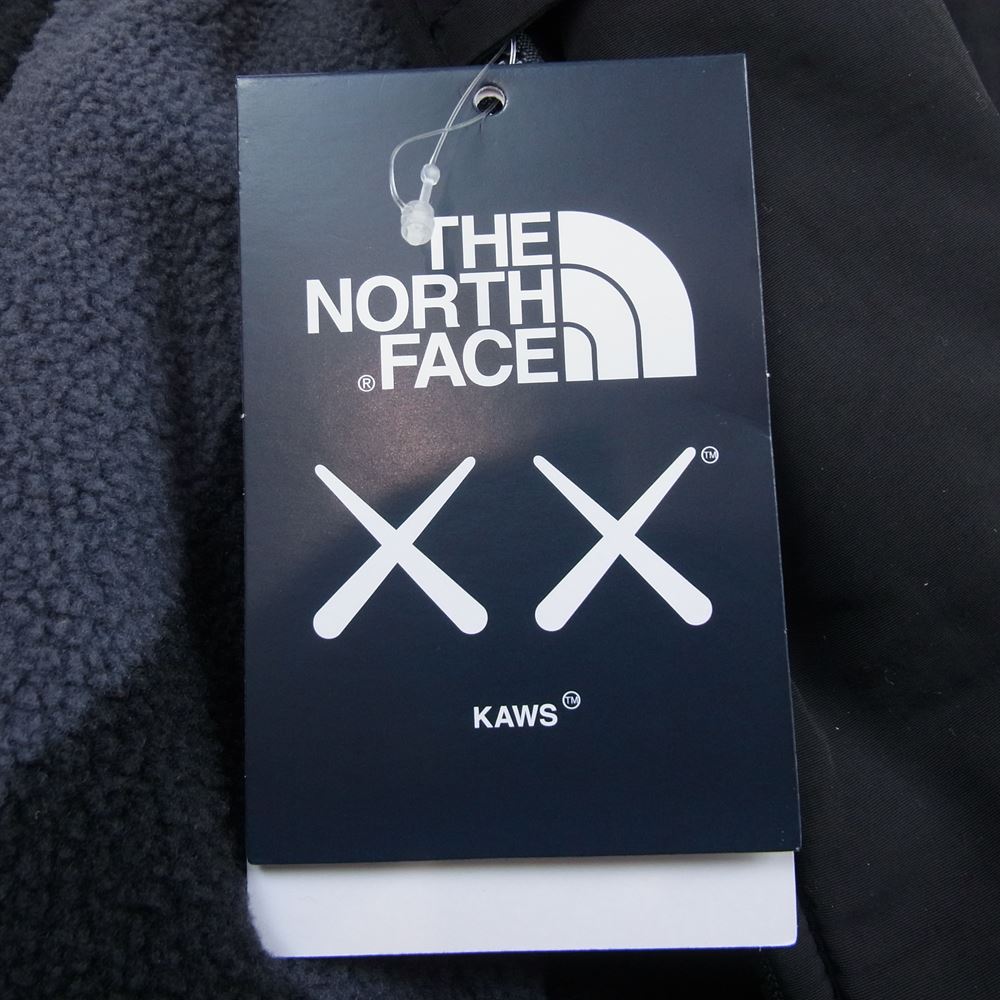 THE
NORTH
® FACE
XX™
KAWS™